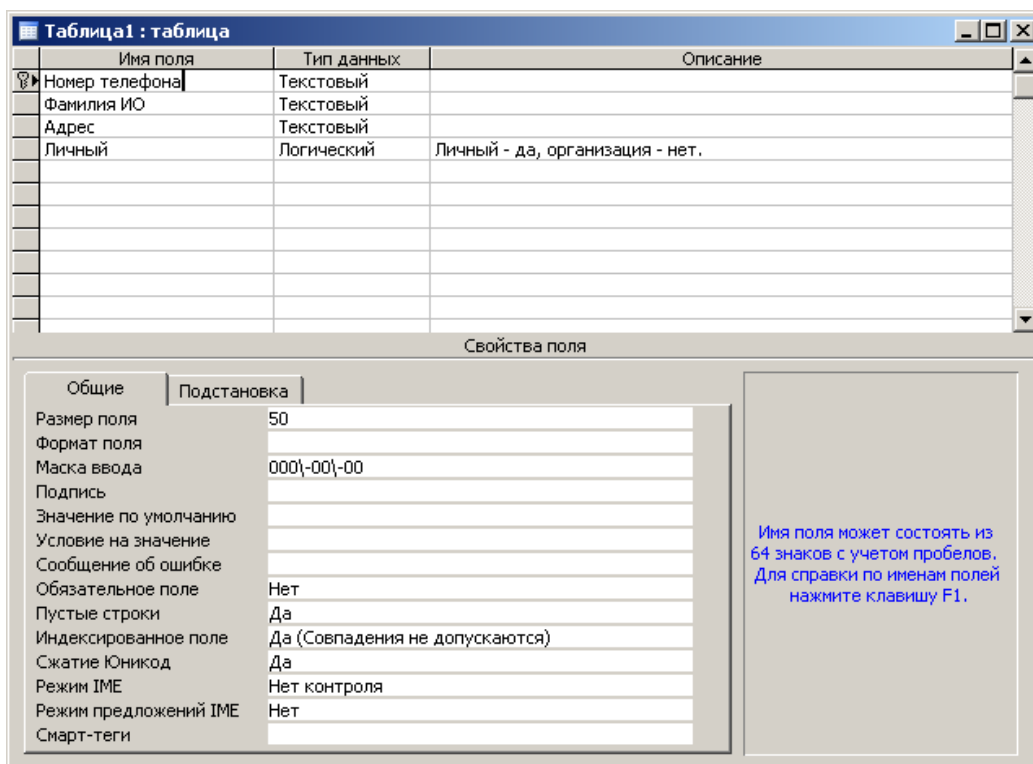 Таблица1 : таблица
Имя поля Тип данных Описание
Номер телефона Текстовый
Фамилия ИО Текстовый
Адрес Текстовый
Личный Логический Личный - да, организация - нет.
Свойства поля
Общие Подстановка
Размер поля 50
Формат поля
Маска ввода 000\-00\-00
Подпись
Значение по умолчанию
Условие на значение
Сообщение об ошибке
Обязательное поле Нет
Пустые строки Да
Индексированное поле Да (Совпадения не допускаются)
Сжатие Юникод Да
Режим IME Нет контроля
Режим предложений IME Нет
Смарт-теги
Имя поля может состоять из
64 знаков с учетом пробелов.
Для справки по именам полей
нажмите клавишу F1.